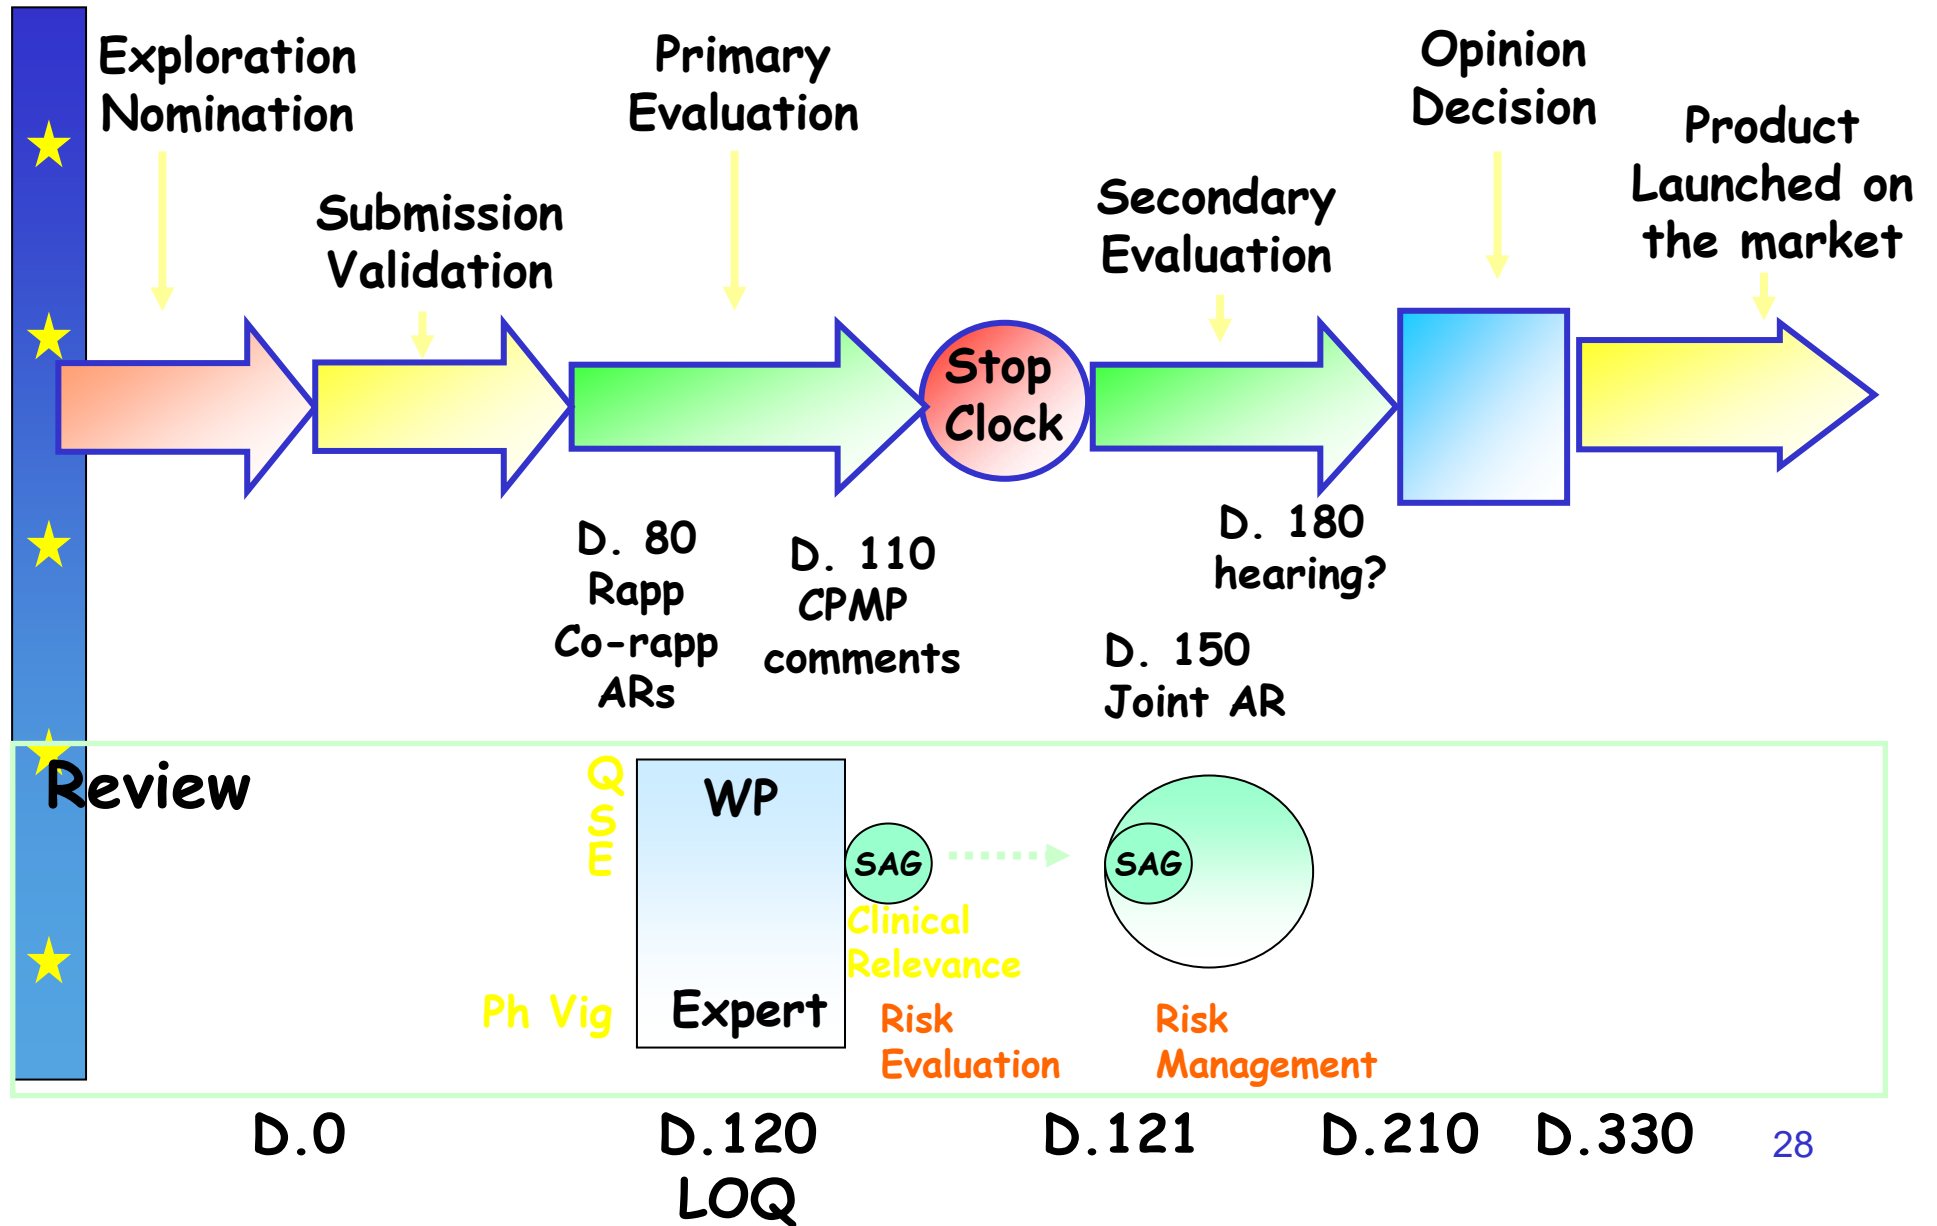 Exploration
Nomination
Primary
Evaluation
Opinion
Decision
Product
Launched on
the market
Submission
Validation
Secondary
Evaluation
Stop
Clock
D. 80
Rapp
Co-rapp
ARs
D. 110
CPMP
comments
D. 180
hearing?
D. 150
Joint AR
Review
Q
S
E
WP
SAG
SAG
Clinical
Relevance
Ph Vig
Expert
Risk
Evaluation
Risk
Management
D.0
D.120
LOQ
D.121
D.210
D.330
28